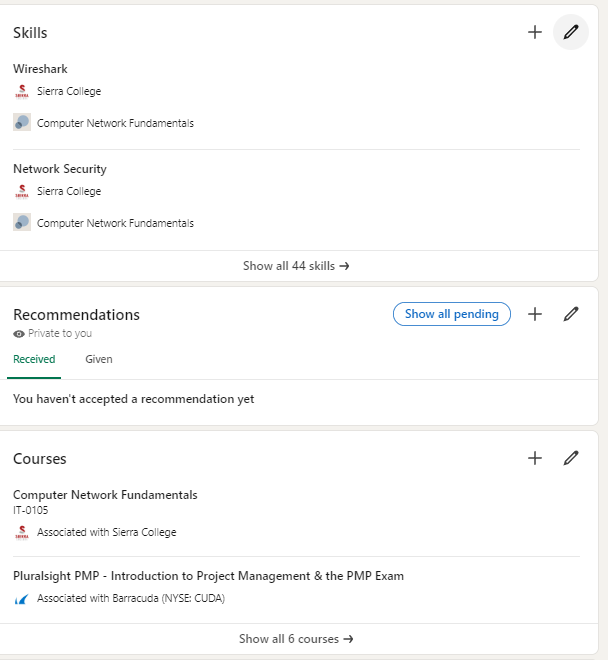 Skills
Wireshark
Sierra College
Computer Network Fundamentals
Network Security
Sierra College
Computer Network Fundamentals
Show all 44 skills →
Recommendations
Show all pending
Private to you
Received
Given
You haven't accepted a recommendation yet
Courses
Computer Network Fundamentals
IT-0105
Associated with Sierra College
Pluralsight PMP - Introduction to Project Management & the PMP Exam
Associated with Barracuda (NYSE: CUDA)
Show all 6 courses →